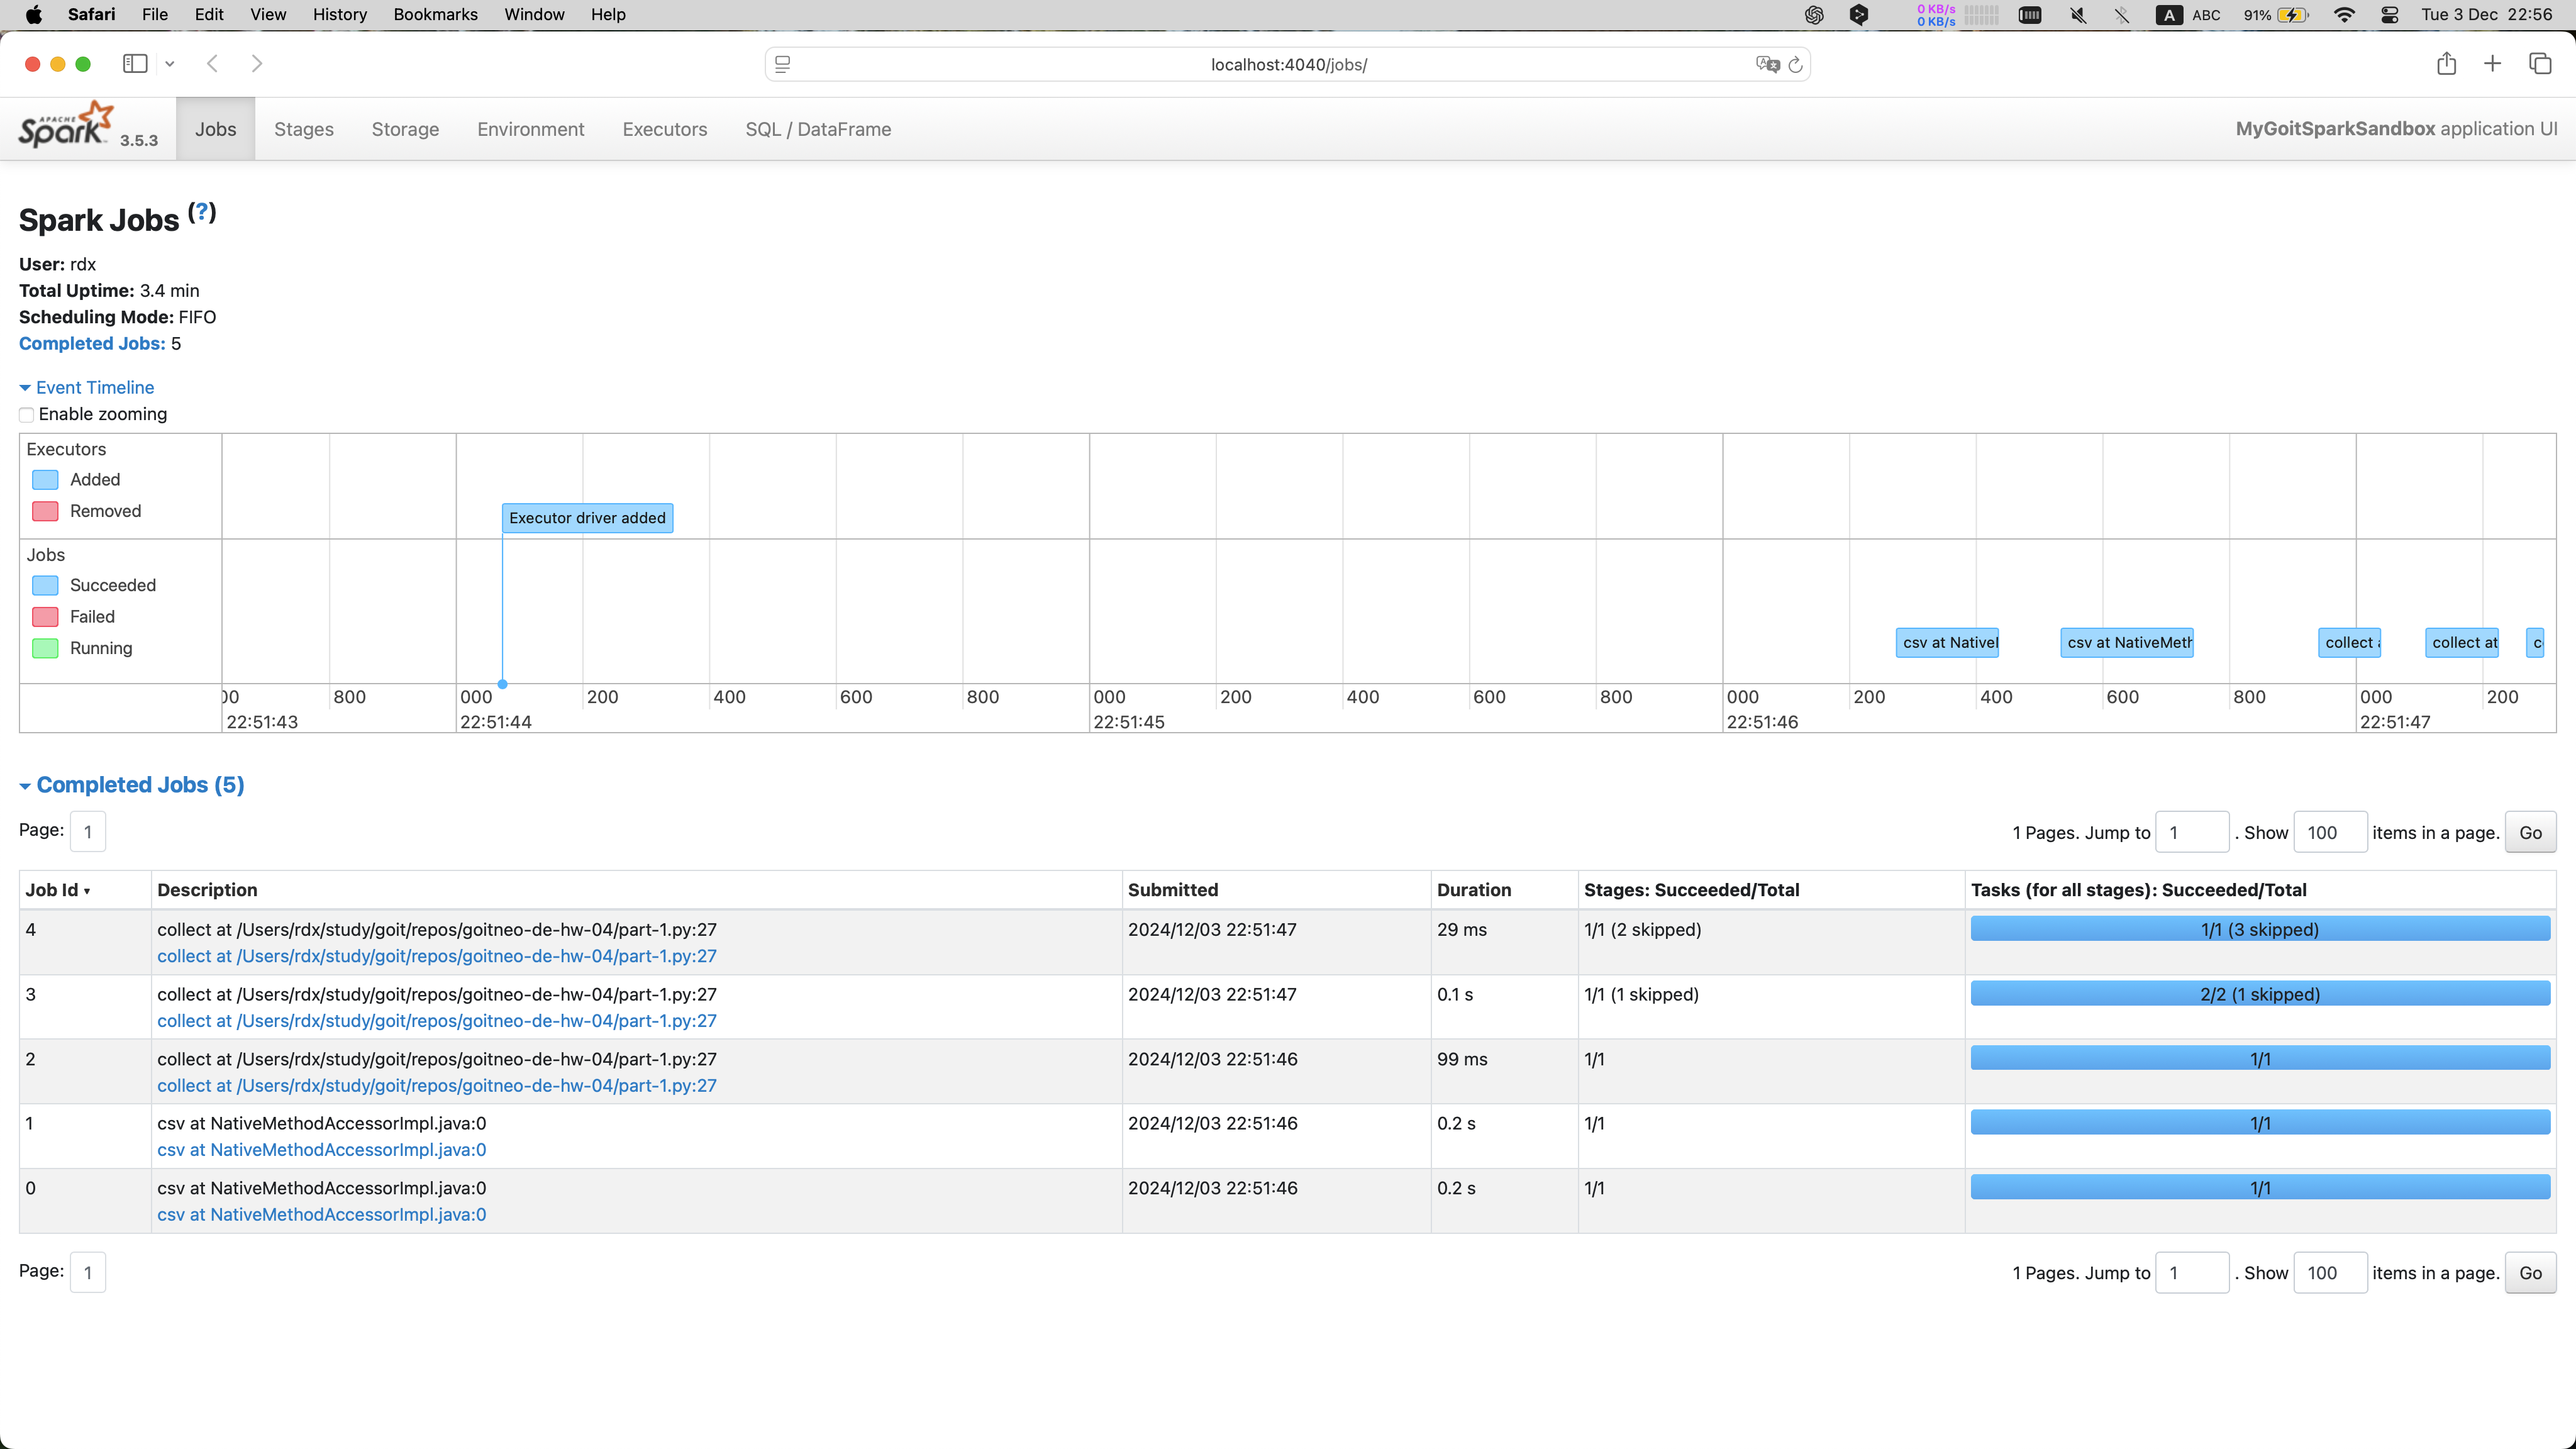 Safari File Edit View History Bookmarks Window Help 0 KB/s 0 KB/s A ABC 91% Tue 3 Dec 22:56
localhost:4040/jobs/
APACHE Spark 3.5.3 Jobs Stages Storage Environment Executors SQL / DataFrame MyGoitSparkSandbox application UI
Spark Jobs (?)
User: rdx
Total Uptime: 3.4 min
Scheduling Mode: FIFO
Completed Jobs: 5
Event Timeline
Enable zooming
Executors
Added
Removed
Executor driver added
Jobs
Succeeded
Failed
Running
csv at Native csv at NativeMeth collect collect at c
00 800 000 200 400 600 800 000 200 400 600 800 000 200 400 600 800 000 200
22:51:43 22:51:44 22:51:45 22:51:46 22:51:47
Completed Jobs (5)
Page: 1 1 Pages. Jump to 1 . Show 100 items in a page. Go
Job Id ▾ Description Submitted Duration Stages: Succeeded/Total Tasks (for all stages): Succeeded/Total
4 collect at /Users/rdx/study/goit/repos/goitneo-de-hw-04/part-1.py:27 2024/12/03 22:51:47 29 ms 1/1 (2 skipped) 1/1 (3 skipped)
collect at /Users/rdx/study/goit/repos/goitneo-de-hw-04/part-1.py:27
3 collect at /Users/rdx/study/goit/repos/goitneo-de-hw-04/part-1.py:27 2024/12/03 22:51:47 0.1 s 1/1 (1 skipped) 2/2 (1 skipped)
collect at /Users/rdx/study/goit/repos/goitneo-de-hw-04/part-1.py:27
2 collect at /Users/rdx/study/goit/repos/goitneo-de-hw-04/part-1.py:27 2024/12/03 22:51:46 99 ms 1/1 1/1
collect at /Users/rdx/study/goit/repos/goitneo-de-hw-04/part-1.py:27
1 csv at NativeMethodAccessorImpl.java:0 2024/12/03 22:51:46 0.2 s 1/1 1/1
csv at NativeMethodAccessorImpl.java:0
0 csv at NativeMethodAccessorImpl.java:0 2024/12/03 22:51:46 0.2 s 1/1 1/1
csv at NativeMethodAccessorImpl.java:0
Page: 1 1 Pages. Jump to 1 . Show 100 items in a page. Go